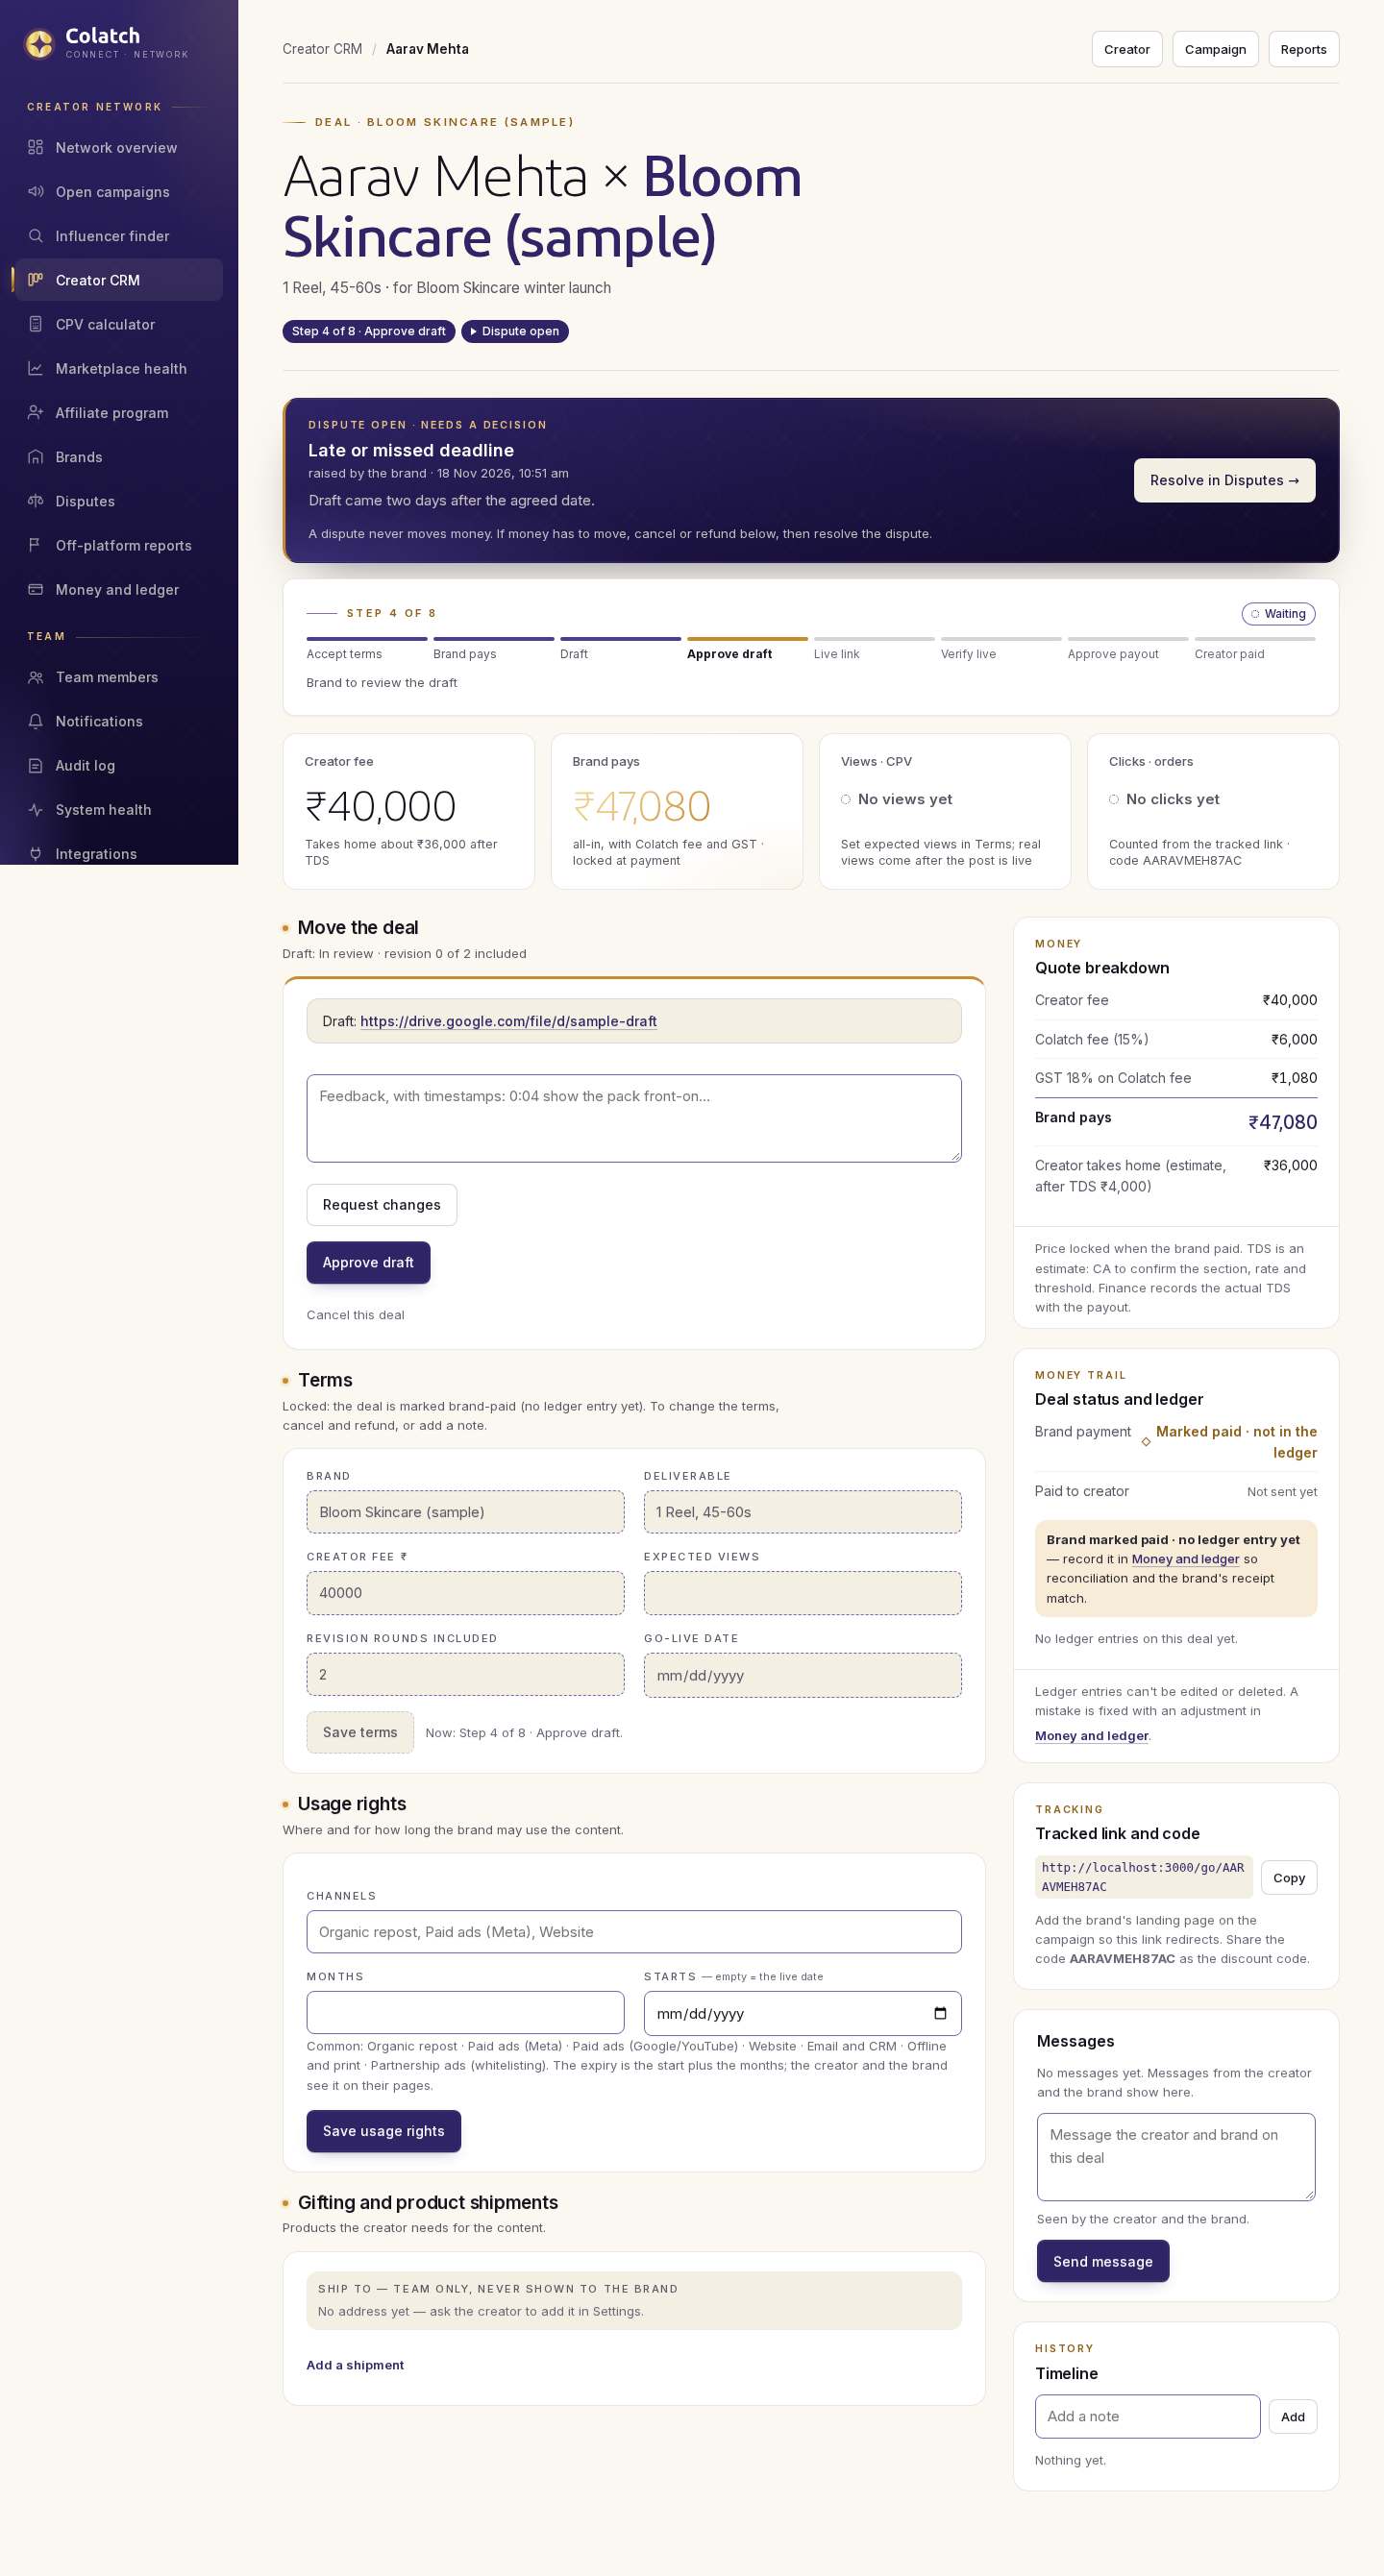 Colatch
CONNECT · NETWORK
CREATOR NETWORK
Network overview
Open campaigns
Influencer finder
Creator CRM
CPV calculator
Marketplace health
Affiliate program
Brands
Disputes
Off-platform reports
Money and ledger
TEAM
Team members
Notifications
Audit log
System health
Integrations
Creator CRM / Aarav Mehta
Creator
Campaign
Reports
DEAL · BLOOM SKINCARE (SAMPLE)
Aarav Mehta × Bloom
Skincare (sample)
1 Reel, 45-60s · for Bloom Skincare winter launch
Step 4 of 8 · Approve draft
Dispute open
DISPUTE OPEN · NEEDS A DECISION
Late or missed deadline
raised by the brand · 18 Nov 2026, 10:51 am
Draft came two days after the agreed date.
A dispute never moves money. If money has to move, cancel or refund below, then resolve the dispute.
Resolve in Disputes →
STEP 4 OF 8
Waiting
Accept terms
Brand pays
Draft
Approve draft
Live link
Verify live
Approve payout
Creator paid
Brand to review the draft
Creator fee
₹40,000
Takes home about ₹36,000 after
TDS
Brand pays
₹47,080
all-in, with Colatch fee and GST ·
locked at payment
Views · CPV
No views yet
Set expected views in Terms; real
views come after the post is live
Clicks · orders
No clicks yet
Counted from the tracked link ·
code AARAVMEH87AC
Move the deal
Draft: In review · revision 0 of 2 included
Draft: https://drive.google.com/file/d/sample-draft
Feedback, with timestamps: 0:04 show the pack front-on...
Request changes
Approve draft
Cancel this deal
Terms
Locked: the deal is marked brand-paid (no ledger entry yet). To change the terms,
cancel and refund, or add a note.
BRAND
Bloom Skincare (sample)
DELIVERABLE
1 Reel, 45-60s
CREATOR FEE ₹
40000
EXPECTED VIEWS
REVISION ROUNDS INCLUDED
2
GO-LIVE DATE
mm/dd/yyyy
Save terms
Now: Step 4 of 8 · Approve draft.
Usage rights
Where and for how long the brand may use the content.
CHANNELS
Organic repost, Paid ads (Meta), Website
MONTHS
STARTS — empty = the live date
mm/dd/yyyy
Common: Organic repost · Paid ads (Meta) · Paid ads (Google/YouTube) · Website · Email and CRM · Offline
and print · Partnership ads (whitelisting). The expiry is the start plus the months; the creator and the brand
see it on their pages.
Save usage rights
Gifting and product shipments
Products the creator needs for the content.
SHIP TO — TEAM ONLY, NEVER SHOWN TO THE BRAND
No address yet — ask the creator to add it in Settings.
Add a shipment
MONEY
Quote breakdown
Creator fee ₹40,000
Colatch fee (15%) ₹6,000
GST 18% on Colatch fee ₹1,080
Brand pays ₹47,080
Creator takes home (estimate, ₹36,000
after TDS ₹4,000)
Price locked when the brand paid. TDS is an
estimate: CA to confirm the section, rate and
threshold. Finance records the actual TDS
with the payout.
MONEY TRAIL
Deal status and ledger
Brand payment ◇ Marked paid · not in the
ledger
Paid to creator Not sent yet
Brand marked paid · no ledger entry yet
— record it in Money and ledger so
reconciliation and the brand's receipt
match.
No ledger entries on this deal yet.
Ledger entries can't be edited or deleted. A
mistake is fixed with an adjustment in
Money and ledger.
TRACKING
Tracked link and code
http://localhost:3000/go/AAR
AVMEH87AC
Copy
Add the brand's landing page on the
campaign so this link redirects. Share the
code AARAVMEH87AC as the discount code.
Messages
No messages yet. Messages from the creator
and the brand show here.
Message the creator and brand on
this deal
Seen by the creator and the brand.
Send message
HISTORY
Timeline
Add a note
Add
Nothing yet.